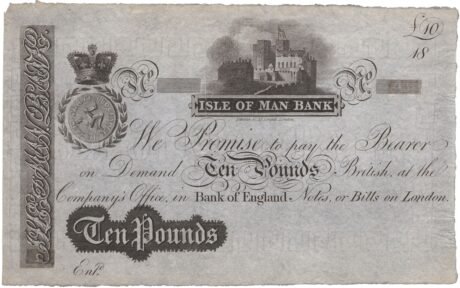 £10
18
Nº Nº
ISLE OF MAN BANK
We Promise to pay the Bearer
on Demand Ten Pounds British, at the
Company's Office, in Bank of England Notes, or Bills on London.
Ten Pounds
Entd.